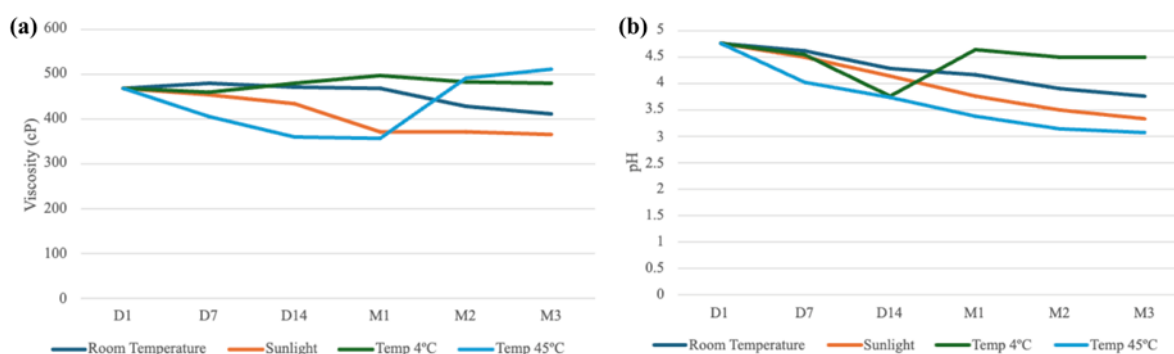 (a)
600
500
400
300
200
100
0
Viscosity (cP)
D1 D7 D14 M1 M2 M3
Room Temperature Sunlight Temp 4ºC Temp 45ºC
(b)
5
4.5
4
3.5
3
2.5
2
1.5
1
0.5
0
pH
D1 D7 D14 M1 M2 M3
Room Temperature Sunlight Temp 4ºC Temp 45ºC